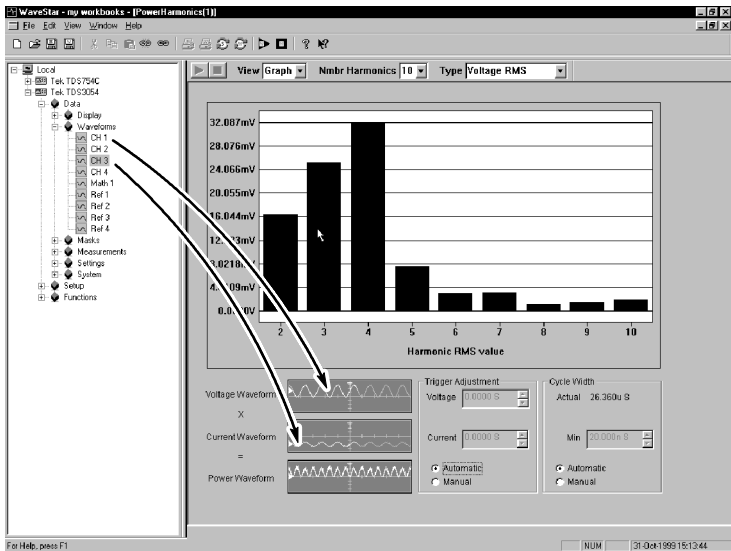 WaveStar - my workbooks - [PowerHarmonics[1]]
File Edit View Window Help
View Graph Nmbr Harmonics 10 Type Voltage RMS
Local
Tek TDS754C
Tek TDS3054
Data
Display
Waveforms
CH 1
CH 2
CH 3
CH 4
Math 1
Ref 1
Ref 2
Ref 3
Ref 4
Masks
Measurements
Settings
System
Setup
Functions
32.087mV
28.076mV
24.066mV
20.055mV
16.044mV
2 3 4 5 6 7 8 9 10
Harmonic RMS value
Voltage Waveform
X
Current Waveform
=
Power Waveform
Trigger Adjustment
Voltage 0.0000 S
Current 0.0000 S
Automatic
Manual
Cycle Width
Actual 26.360u S
Min 20.000n S
Automatic
Manual
For Help, press F1
NUM
31-Oct-1999 15:13:44